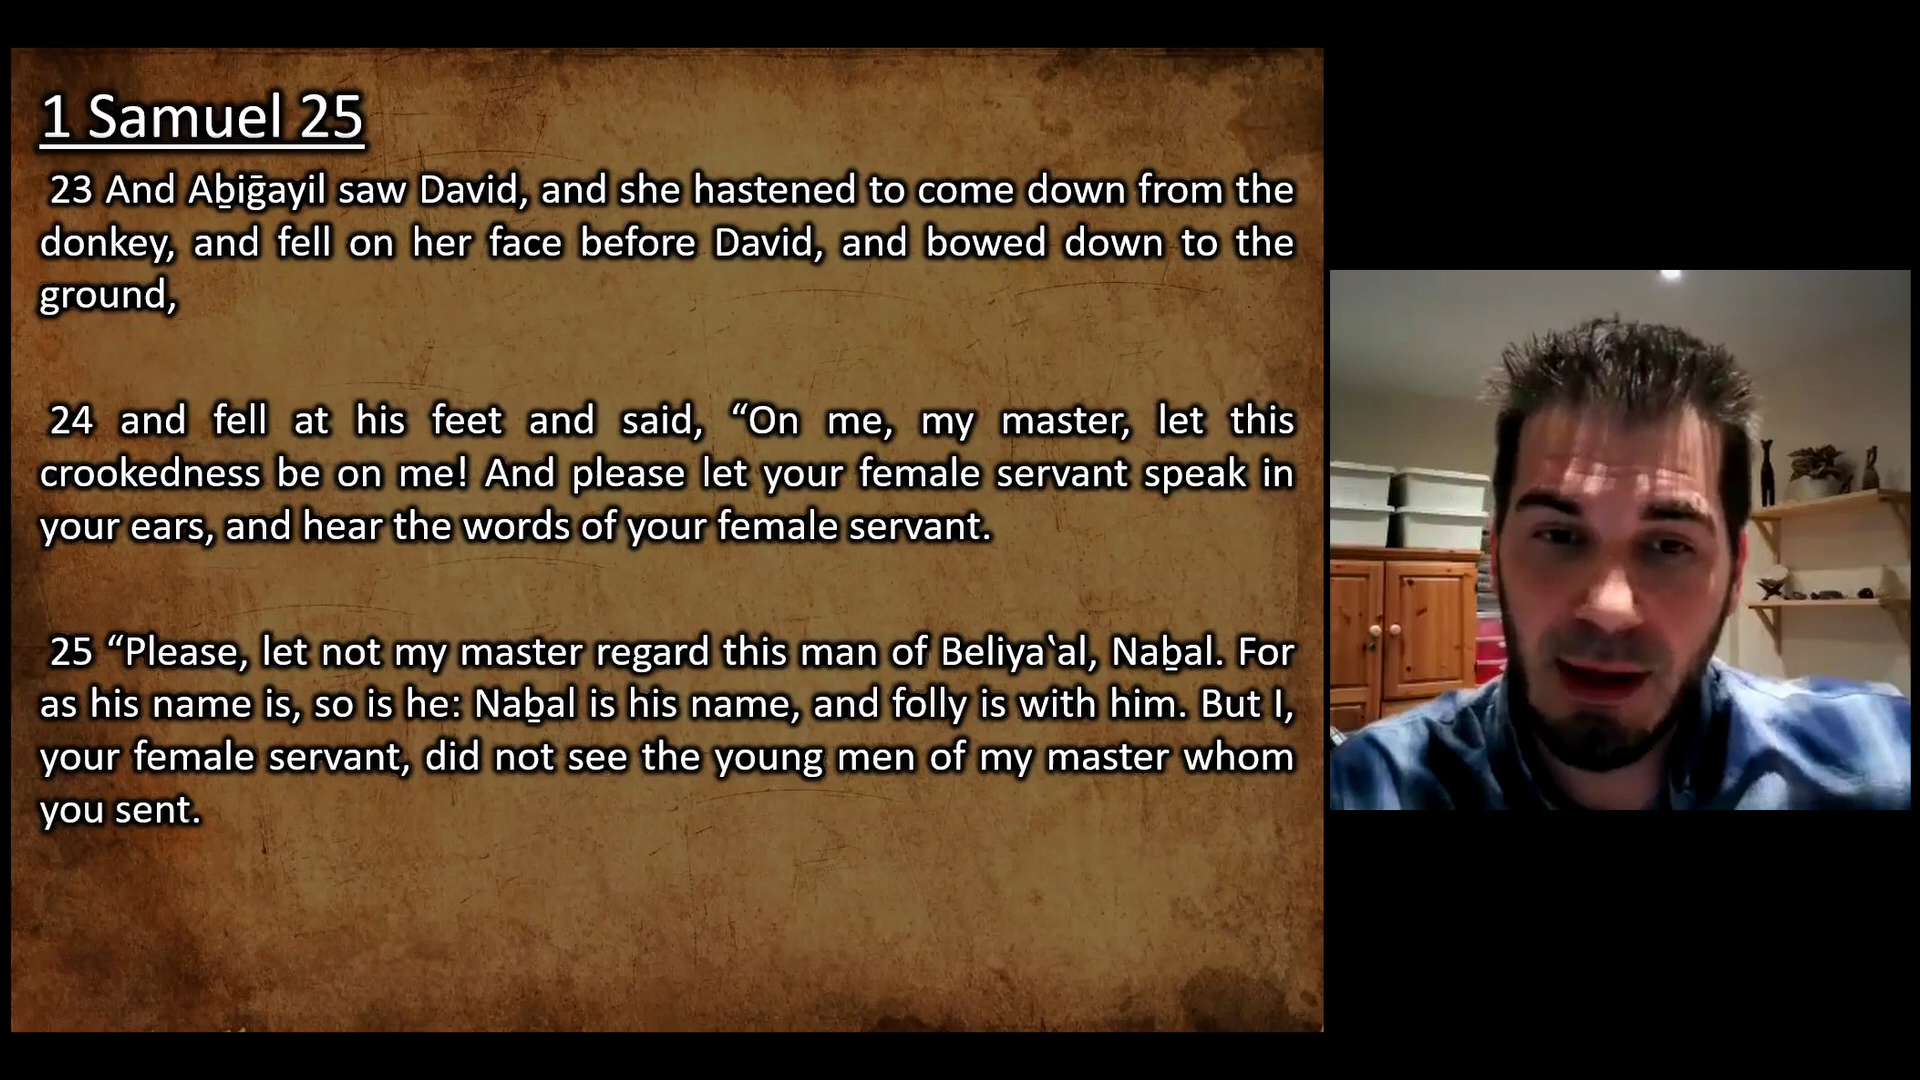 1 Samuel 25
23 And Aḇiḡayil saw David, and she hastened to come down from the
donkey, and fell on her face before David, and bowed down to the
ground,
24 and fell at his feet and said, “On me, my master, let this
crookedness be on me! And please let your female servant speak in
your ears, and hear the words of your female servant.
25 “Please, let not my master regard this man of Beliya‛al, Naḇal. For
as his name is, so is he: Naḇal is his name, and folly is with him. But I,
your female servant, did not see the young men of my master whom
you sent.